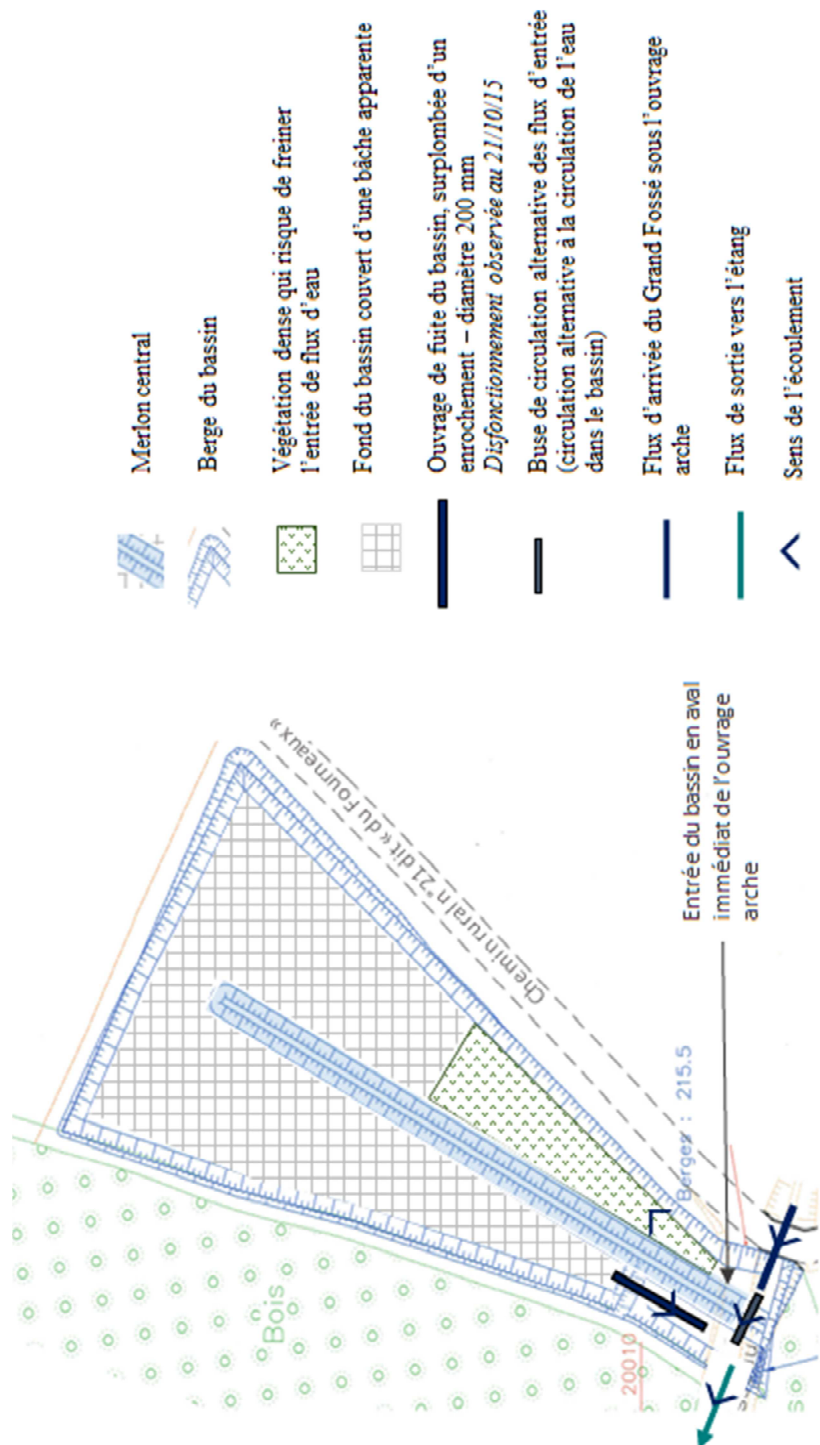 Merlon central
Berge du bassin
Végétation dense qui risque de freiner
l'entrée de flux d'eau
Fond du bassin couvert d'une bâche apparente
Ouvrage de fuite du bassin, surplombée d'un
enrochement – diamètre 200 mm
Disfonctionnement observée au 21/10/15
Buse de circulation alternative des flux d'entrée
(circulation alternative à la circulation de l'eau
dans le bassin)
Flux d'arrivée du Grand Fossé sous l'ouvrage
arche
Flux de sortie vers l'étang
Sens de l'écoulement
Chemin rural n°21 dit « du Fourneaux »
Bois
Berges : 215.5
20010
Entrée du bassin en aval
immédiat de l'ouvrage
arche